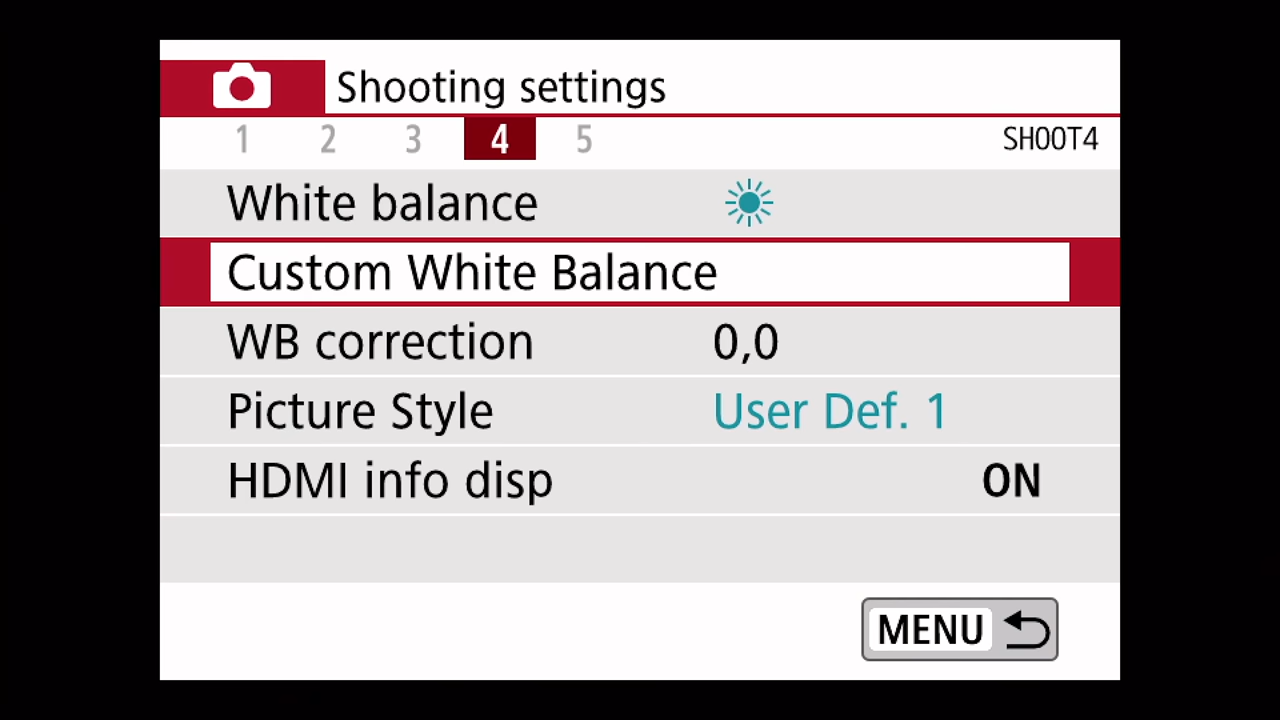 Shooting settings
1 2 3 4 5 SHOOT4
White balance
Custom White Balance
WB correction 0,0
Picture Style User Def. 1
HDMI info disp ON
MENU